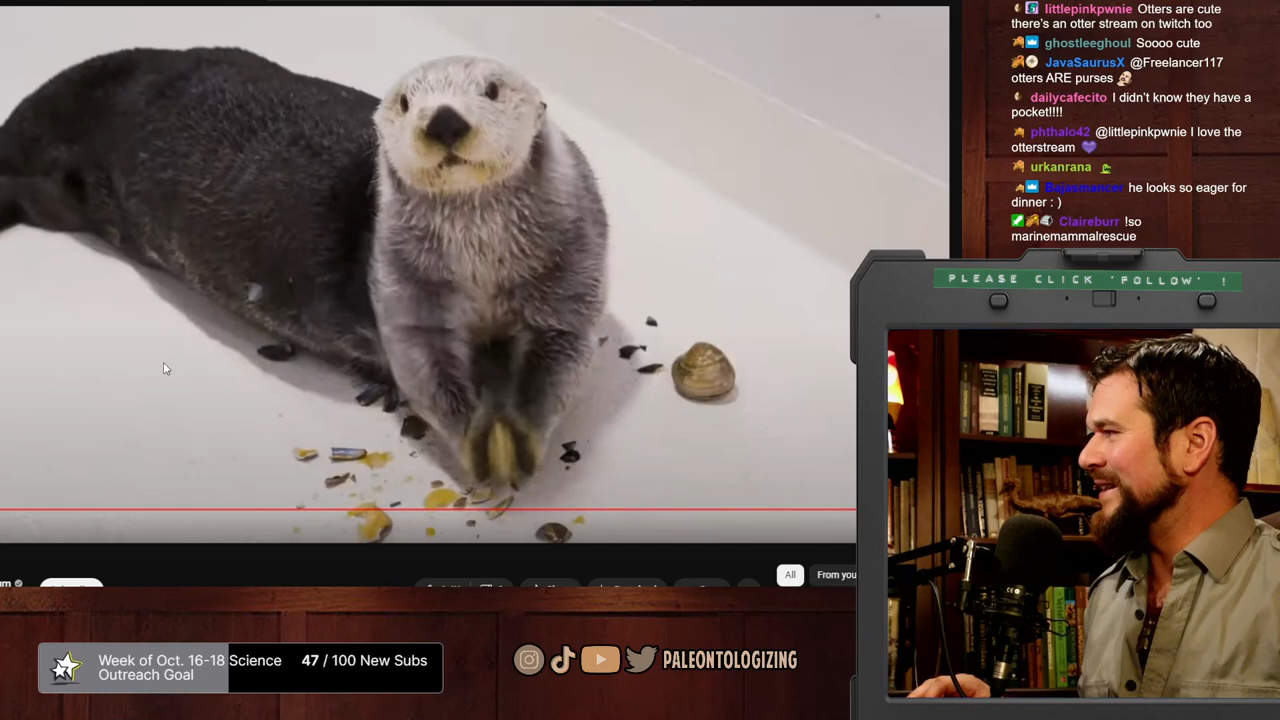 littlepinkpwnie Otters are cute
there's an otter stream on twitch too
ghostleeghoul Soooo cute
JavaSaurusX @Freelancer117
otters ARE purses
dailycafecito I didn't know they have a
pocket!!!!
phthalo42 @littlepinkpwnie I love the
otterstream
urkanrana
Bajasmancer he looks so eager for
dinner : )
Claireburr !so
marinemammalrescue
PLEASE CLICK "FOLLOW" !
All
From you
Week of Oct. 16-18 Science
Outreach Goal
47 / 100 New Subs
PALEONTOLOGIZING